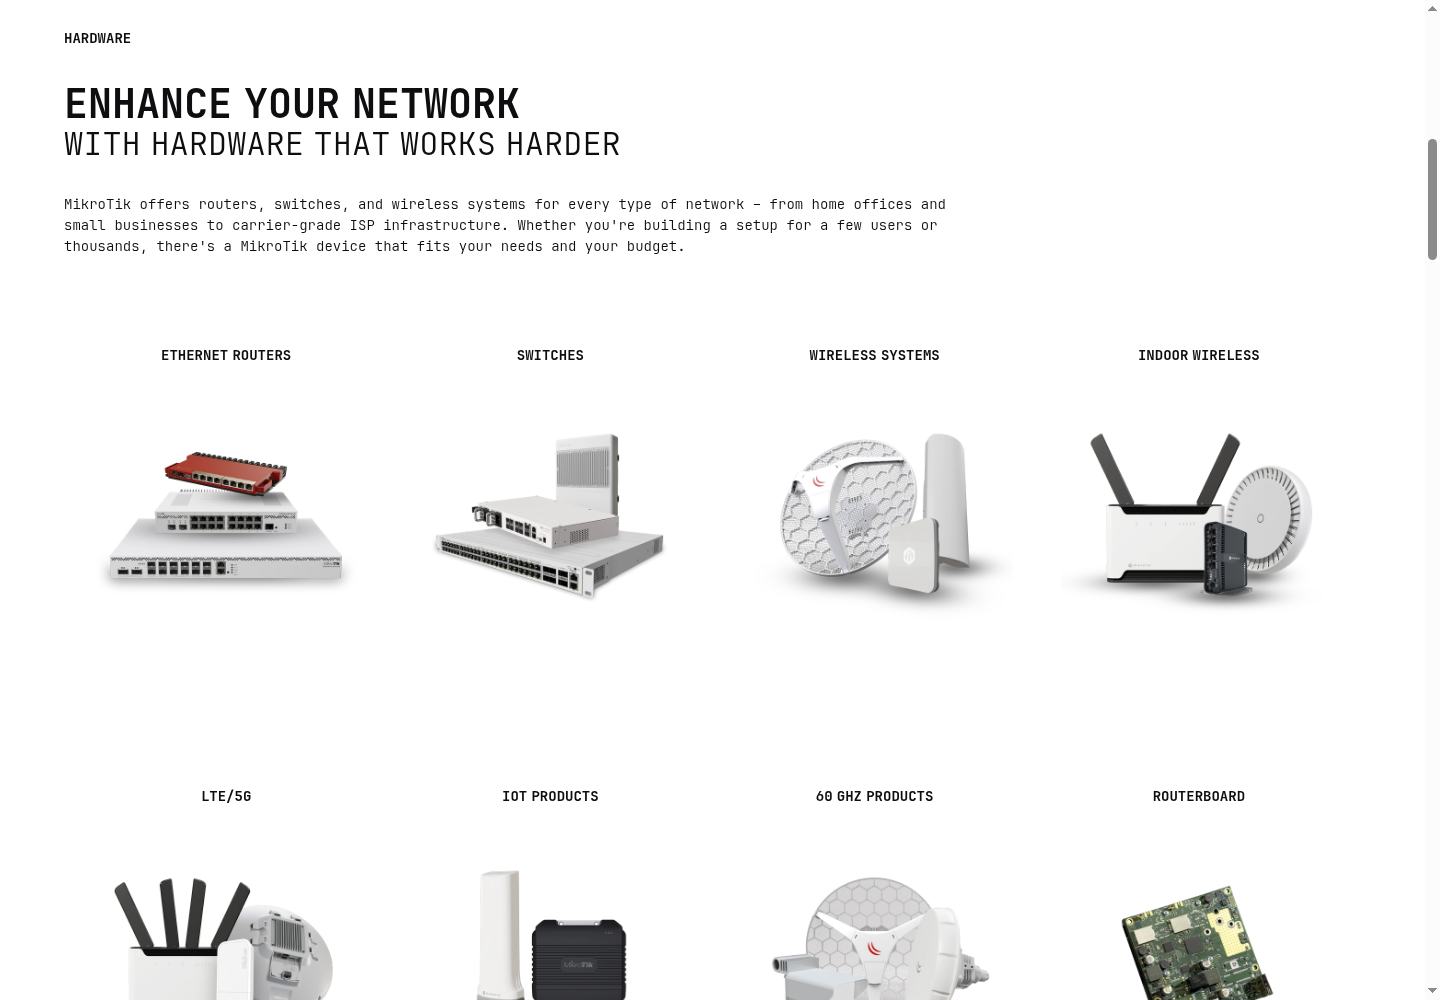 HARDWARE
ENHANCE YOUR NETWORK
WITH HARDWARE THAT WORKS HARDER
MikroTik offers routers, switches, and wireless systems for every type of network – from home offices and
small businesses to carrier-grade ISP infrastructure. Whether you're building a setup for a few users or
thousands, there's a MikroTik device that fits your needs and your budget.
ETHERNET ROUTERS
SWITCHES
WIRELESS SYSTEMS
INDOOR WIRELESS
LTE/5G
IOT PRODUCTS
60 GHZ PRODUCTS
ROUTERBOARD
MikroTik